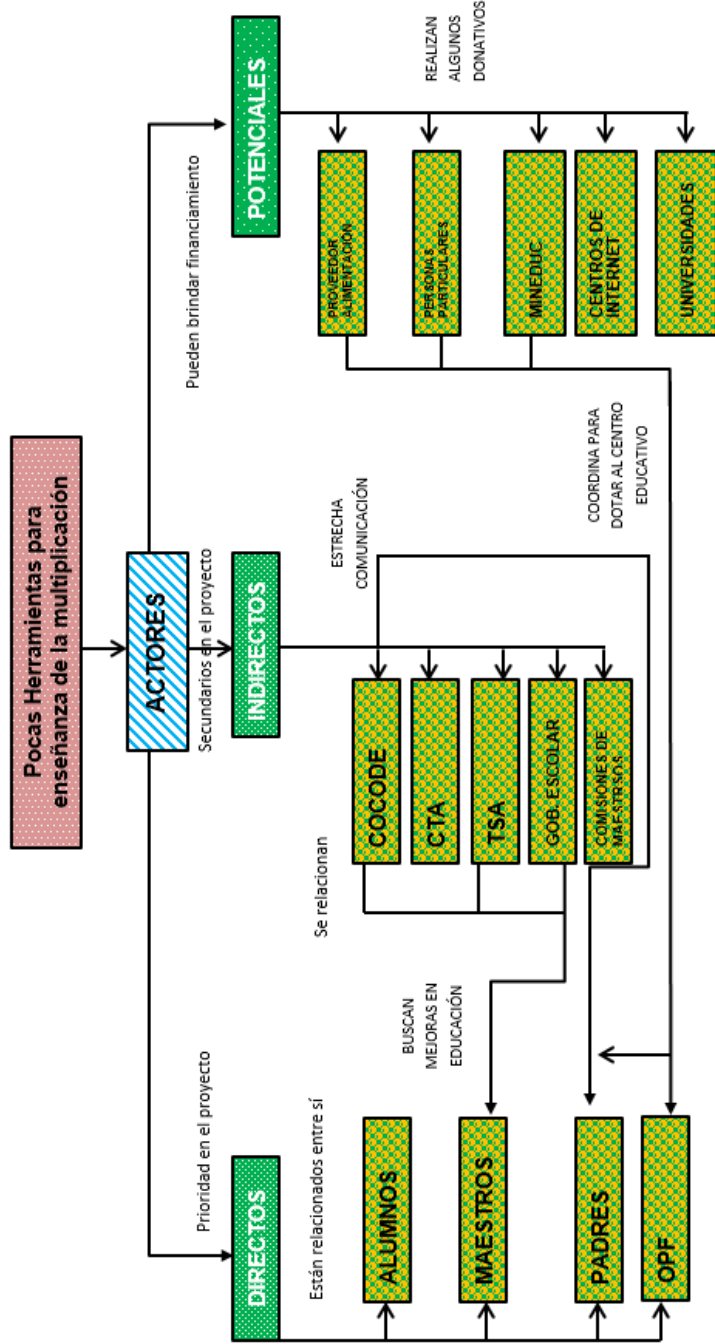 Pocas Herramientas para
enseñanza de la multiplicación
ACTORES
Prioridad en el proyecto
Secundarios en el proyecto
Pueden brindar financiamiento
DIRECTOS
INDIRECTOS
POTENCIALES
Están relacionados entre sí
ALUMNOS
MAESTROS
PADRES
OPF
BUSCAN
MEJORAS EN
EDUCACIÓN
Se relacionan
COCODE
CTA
TSA
GOB. ESCOLAR
COMISIONES DE
MAESTRSOS
ESTRECHA
COMUNICACIÓN
COORDINA PARA
DOTAR AL CENTRO
EDUCATIVO
PROVEEDOR
ALIMENTACIÓN
PERSONAS
PARTICULARES
MINEDUC
CENTROS DE
INTERNET
UNIVERSIDADES
REALIZAN
ALGUNOS
DONATIVOS